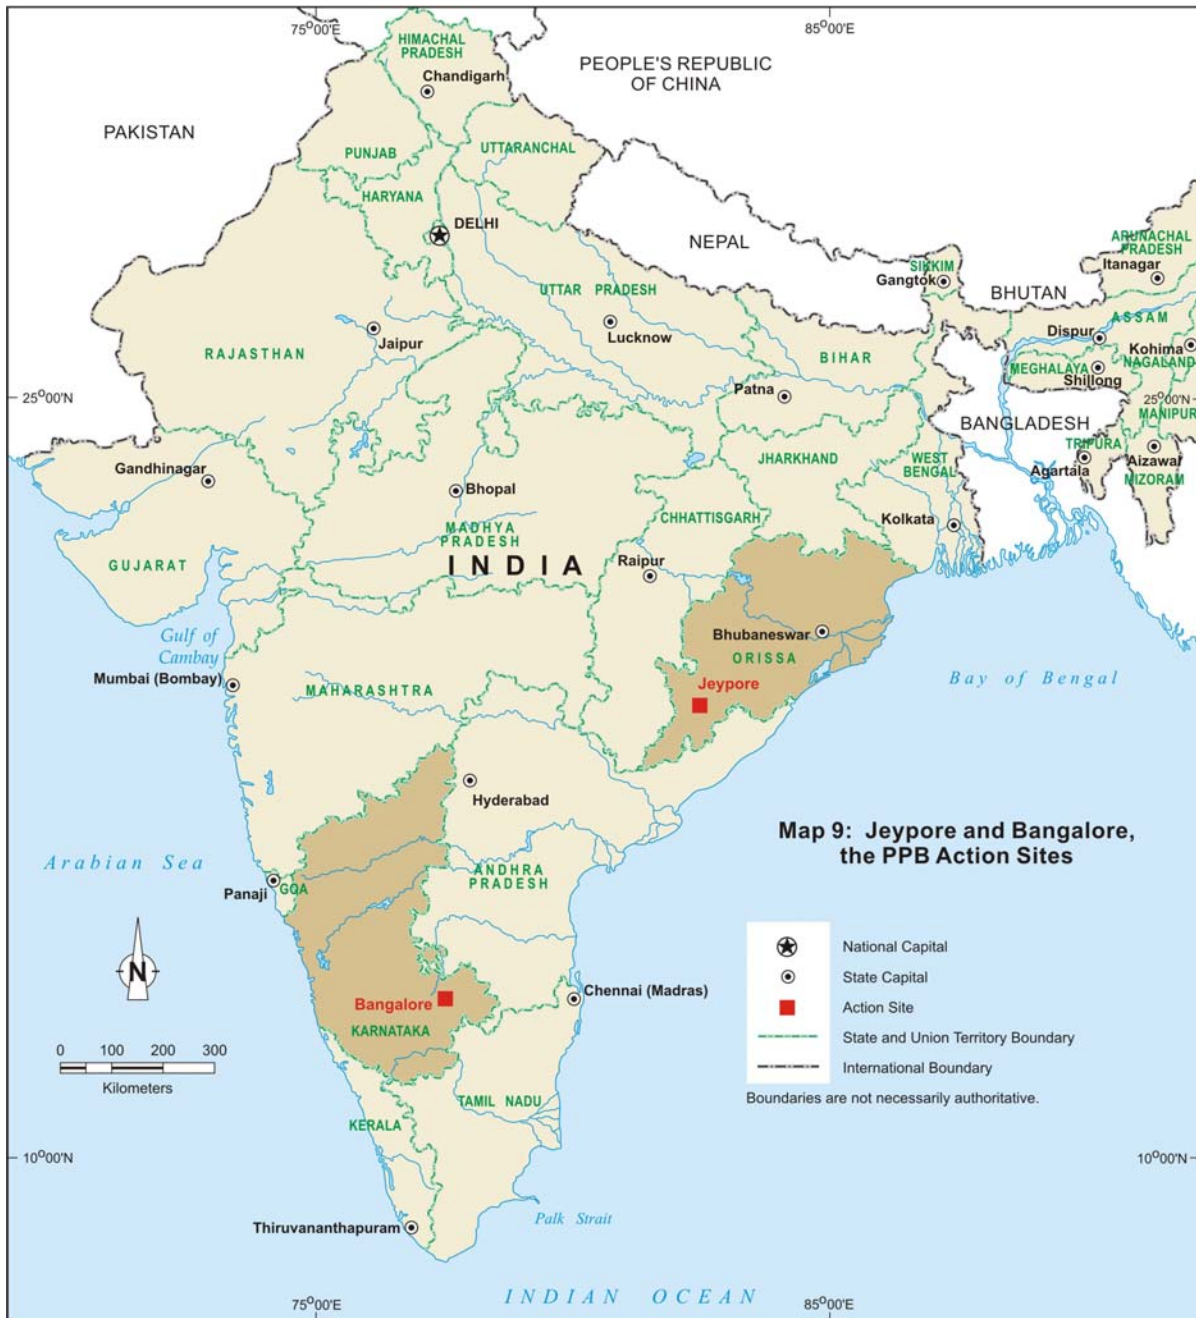 75°00'E
85°00'E
HIMACHAL
PRADESH
Chandigarh
PEOPLE'S REPUBLIC
OF CHINA
PAKISTAN
PUNJAB
UTTARANCHAL
HARYANA
DELHI
NEPAL
ARUNACHAL
PRADESH
Itanagar
SIKKIM
Gangtok
BHUTAN
UTTAR PRADESH
ASSAM
Dispur
Jaipur
Lucknow
Kohima
RAJASTHAN
BIHAR
NAGALAND
MEGHALAYA
Shillong
Patna
25°00'N
25°00'N
MANIPUR
BANGLADESH
TRIPURA
Gandhinagar
JHARKHAND
WEST
BENGAL
Agartala
Aizawal
MIZORAM
Bhopal
CHHATTISGARH
Kolkata
MADHYA
PRADESH
GUJARAT
INDIA
Raipur
Gulf of
Cambay
Bhubaneswar
ORISSA
Mumbai (Bombay)
MAHARASHTRA
Jeypore
Bay of Bengal
Hyderabad
Map 9: Jeypore and Bangalore,
the PPB Action Sites
Arabian Sea
ANDHRA
PRADESH
Panaji
GOA
N
National Capital
State Capital
Bangalore
Chennai (Madras)
Action Site
KARNATAKA
State and Union Territory Boundary
0 100 200 300
Kilometers
International Boundary
Boundaries are not necessarily authoritative.
TAMIL NADU
KERALA
10°00'N
10°00'N
Palk Strait
Thiruvananthapuram
INDIAN OCEAN
75°00'E
85°00'E